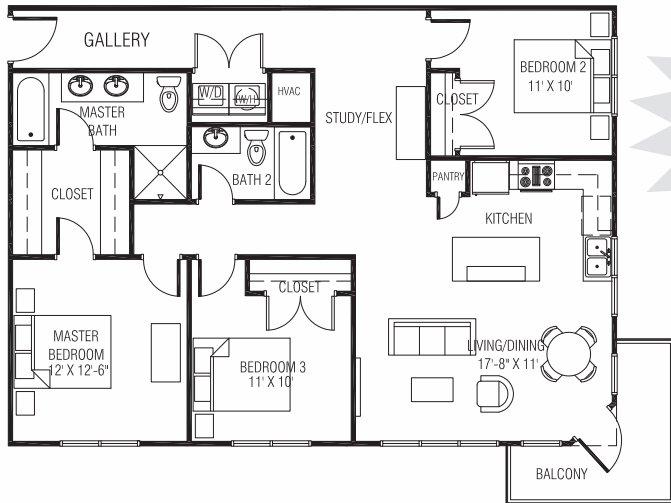 GALLERY
W/D
W/H
HVAC
BEDROOM 2
11' X 10'
CLOSET
MASTER
BATH
STUDY/FLEX
BATH 2
PANTRY
CLOSET
KITCHEN
CLOSET
MASTER
BEDROOM
12' X 12'-6"
BEDROOM 3
11' X 10'
LIVING/DINING
17'-8" X 11'
BALCONY